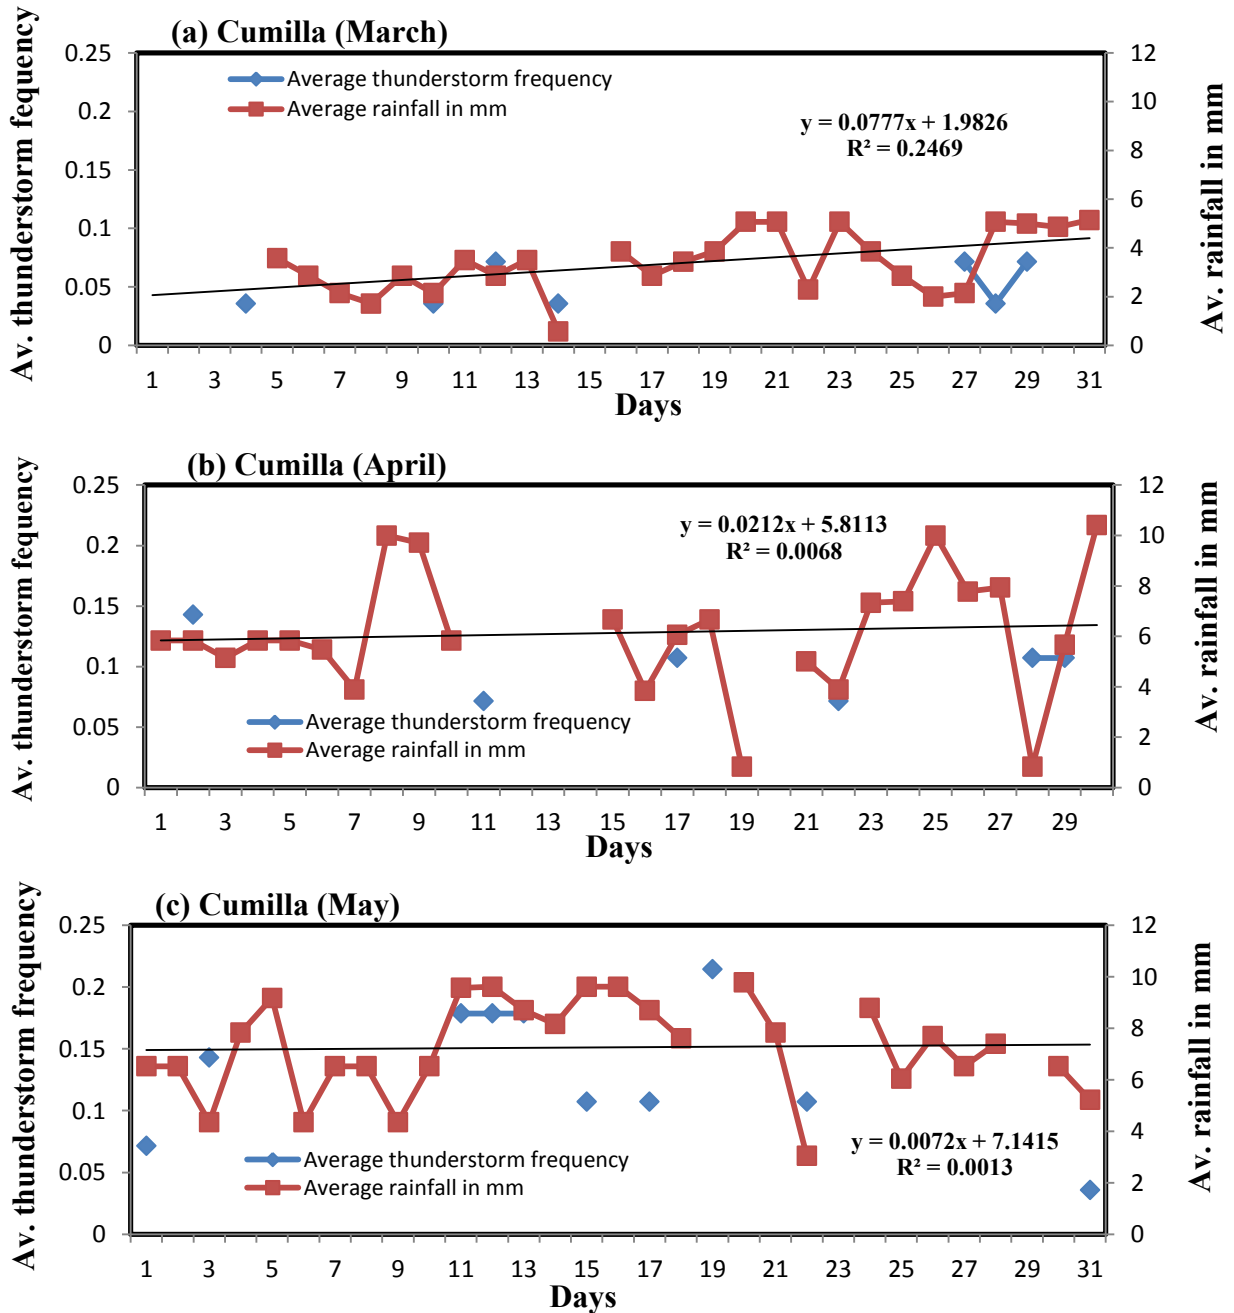 (a) Cumilla (March)
Av. thunderstorm fequency
0.25
0.2
0.15
0.1
0.05
0
Average thunderstorm frequency
Average rainfall in mm
y = 0.0777x + 1.9826
R² = 0.2469
12
10
8
6
4
2
0
Av. rainfall in mm
1 3 5 7 9 11 13 15 17 19 21 23 25 27 29 31
Days
(b) Cumilla (April)
Av. thunderstorm fequency
0.25
0.2
0.15
0.1
0.05
0
y = 0.0212x + 5.8113
R² = 0.0068
Average thunderstorm frequency
Average rainfall in mm
12
10
8
6
4
2
0
Av. rainfall in mm
1 3 5 7 9 11 13 15 17 19 21 23 25 27 29
Days
(c) Cumilla (May)
Av. thunderstorm frequency
0.25
0.2
0.15
0.1
0.05
0
y = 0.0072x + 7.1415
R² = 0.0013
Average thunderstorm frequency
Average rainfall in mm
12
10
8
6
4
2
0
Av. rainfall in mm
1 3 5 7 9 11 13 15 17 19 21 23 25 27 29 31
Days